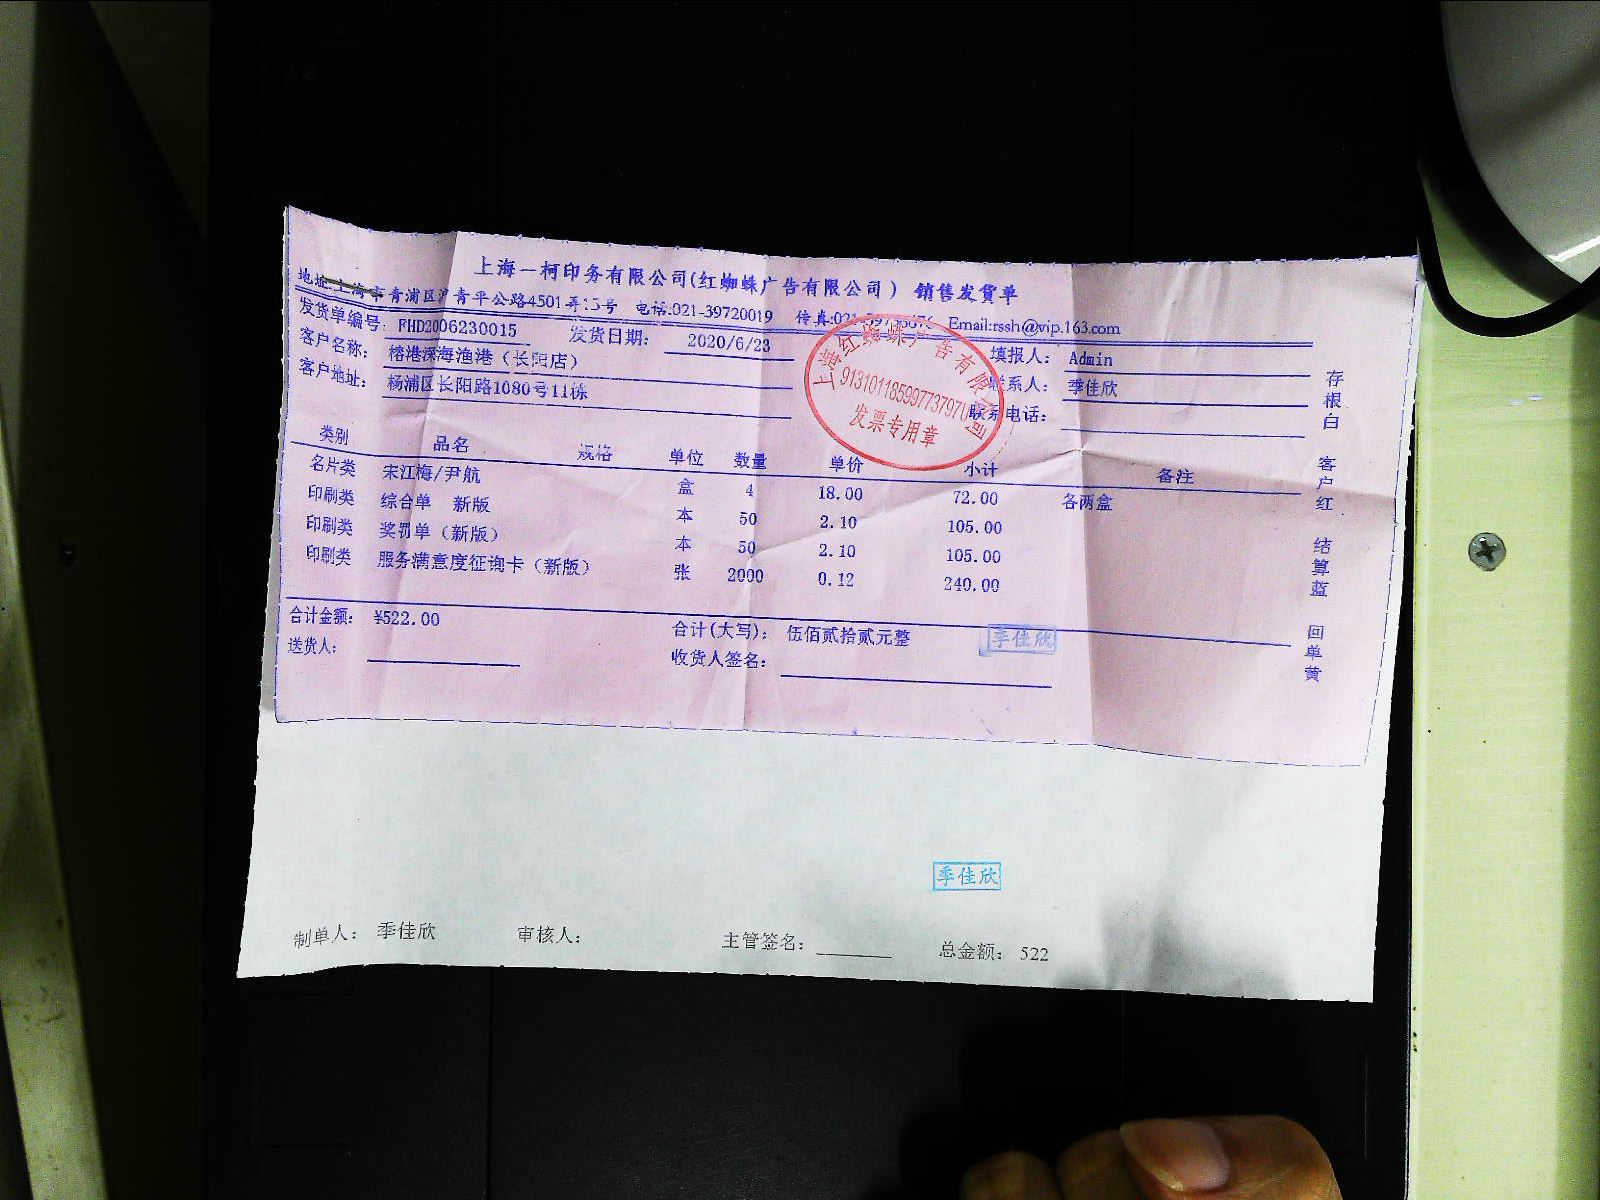 上海一柯印务有限公司(红蜘蛛广告有限公司) 销售发货单
地址:上海市青浦区沪青平公路4501弄15号 电话:021-39720019 传真:021- Email:rssh@vip.163.com
发货单编号: FHD2006230015 发货日期: 2020/6/23 填报人: Admin
客户名称: 榕港深海渔港（长阳店） 联系人: 季佳欣
客户地址: 杨浦区长阳路1080号11栋 联系电话:
上海红蜘蛛广告有限公司
发票专用章
类别 品名 规格 单位 数量 单价 小计 备注
名片类 宋江梅/尹航 盒 4 18.00 72.00 各两盒
印刷类 综合单 新版 本 50 2.10 105.00
印刷类 奖罚单（新版） 本 50 2.10 105.00
印刷类 服务满意度征询卡（新版） 张 2000 0.12 240.00
合计金额: ¥522.00 合计(大写): 伍佰贰拾贰元整 季佳欣
送货人: 收货人签名:
存根白 客户红 结算蓝 回单黄
季佳欣
制单人: 季佳欣 审核人: 主管签名: 总金额: 522